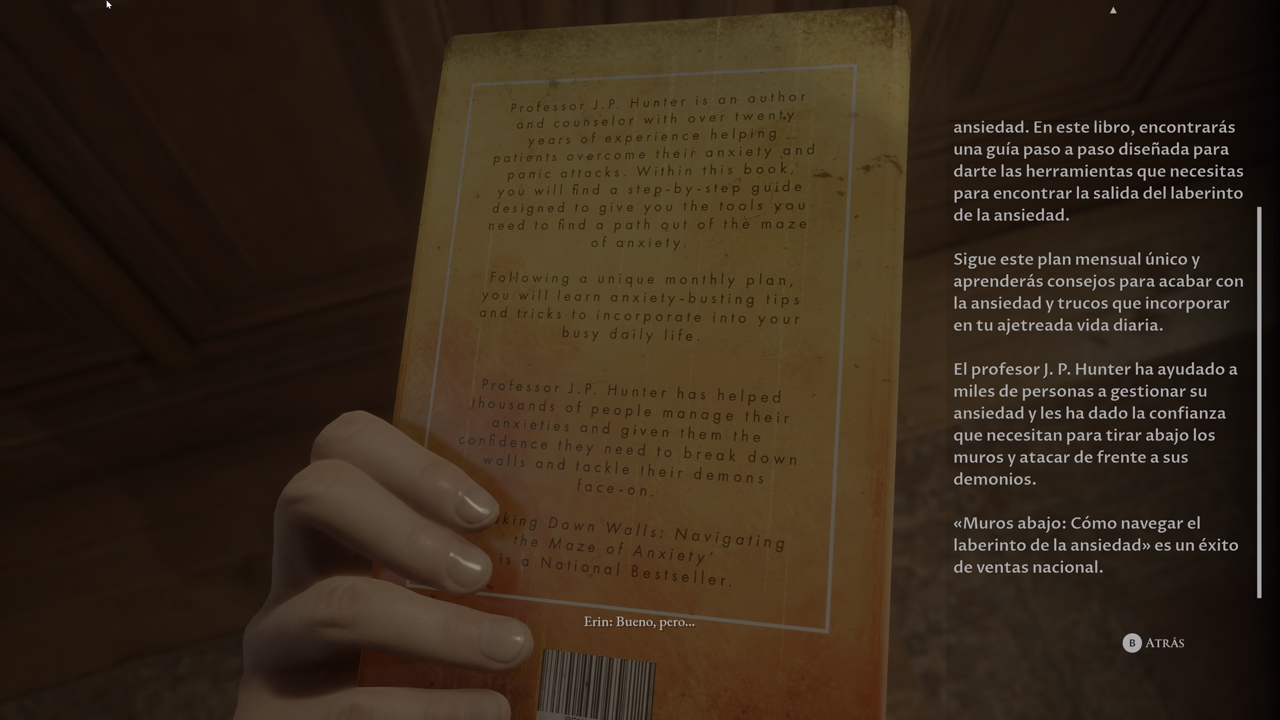 Professor J.P. Hunter is an author
and counselor with over twenty
years of experience helping
patients overcome their anxiety and
panic attacks. Within this book,
you will find a step-by-step guide
designed to give you the tools you
need to find a path out of the maze
of anxiety.
Following a unique monthly plan,
you will learn anxiety-busting tips
and tricks to incorporate into your
busy daily life.
Professor J.P. Hunter has helped
thousands of people manage their
anxieties and given them the
confidence they need to break down
walls and tackle their demons
face-on.
Down Walls: Navigating
the Maze of Anxiety'
is a National Bestseller.
Erin: Bueno, pero...
ansiedad. En este libro, encontrarás
una guía paso a paso diseñada para
darte las herramientas que necesitas
para encontrar la salida del laberinto
de la ansiedad.
Sigue este plan mensual único y
aprenderás consejos para acabar con
la ansiedad y trucos que incorporar
en tu ajetreada vida diaria.
El profesor J. P. Hunter ha ayudado a
miles de personas a gestionar su
ansiedad y les ha dado la confianza
que necesitan para tirar abajo los
muros y atacar de frente a sus
demonios.
«Muros abajo: Cómo navegar el
laberinto de la ansiedad» es un éxito
de ventas nacional.
B ATRÁS